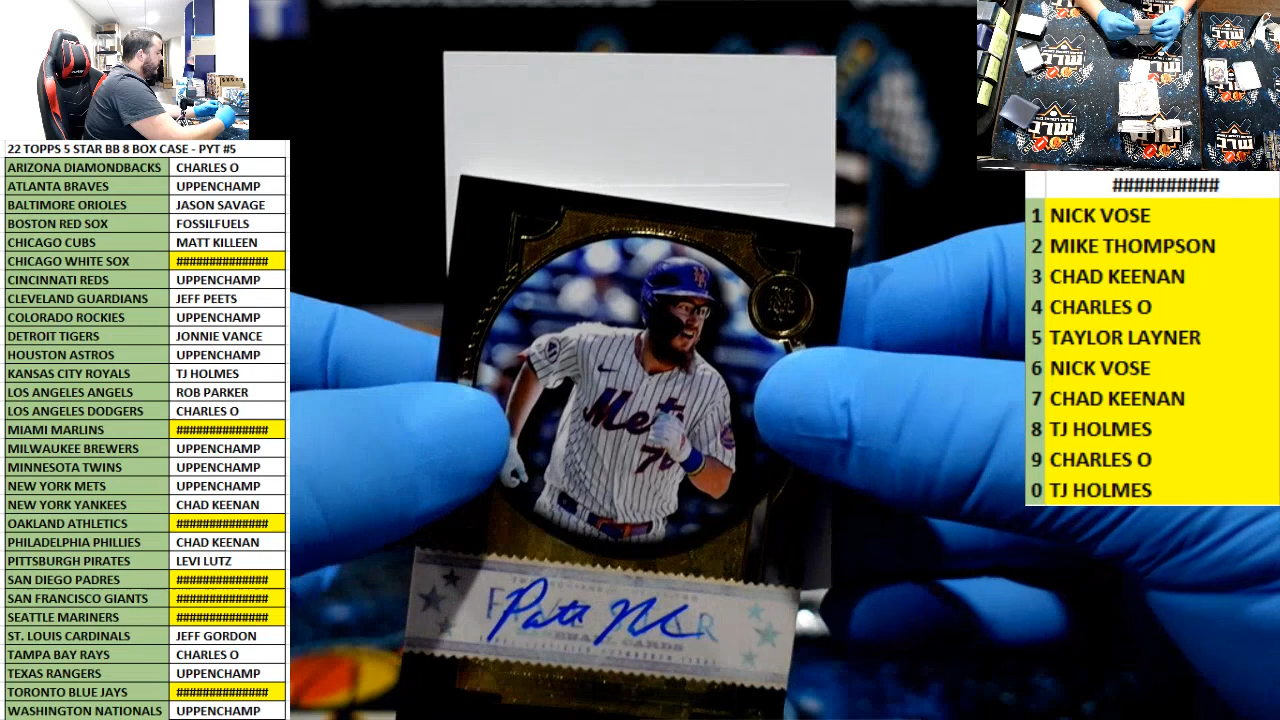 22 TOPPS 5 STAR BB 8 BOX CASE - PYT #5
ARIZONA DIAMONDBACKS CHARLES O
ATLANTA BRAVES UPPENCHAMP
BALTIMORE ORIOLES JASON SAVAGE
BOSTON RED SOX FOSSILFUELS
CHICAGO CUBS MATT KILLEEN
CHICAGO WHITE SOX ##############
CINCINNATI REDS UPPENCHAMP
CLEVELAND GUARDIANS JEFF PEETS
COLORADO ROCKIES UPPENCHAMP
DETROIT TIGERS JONNIE VANCE
HOUSTON ASTROS UPPENCHAMP
KANSAS CITY ROYALS TJ HOLMES
LOS ANGELES ANGELS ROB PARKER
LOS ANGELES DODGERS CHARLES O
MIAMI MARLINS ##############
MILWAUKEE BREWERS UPPENCHAMP
MINNESOTA TWINS UPPENCHAMP
NEW YORK METS UPPENCHAMP
NEW YORK YANKEES CHAD KEENAN
OAKLAND ATHLETICS ##############
PHILADELPHIA PHILLIES CHAD KEENAN
PITTSBURGH PIRATES LEVI LUTZ
SAN DIEGO PADRES ##############
SAN FRANCISCO GIANTS ##############
SEATTLE MARINERS ##############
ST. LOUIS CARDINALS JEFF GORDON
TAMPA BAY RAYS CHARLES O
TEXAS RANGERS UPPENCHAMP
TORONTO BLUE JAYS ##############
WASHINGTON NATIONALS UPPENCHAMP
Mets
##########
1 NICK VOSE
2 MIKE THOMPSON
3 CHAD KEENAN
4 CHARLES O
5 TAYLOR LAYNER
6 NICK VOSE
7 CHAD KEENAN
8 TJ HOLMES
9 CHARLES O
0 TJ HOLMES